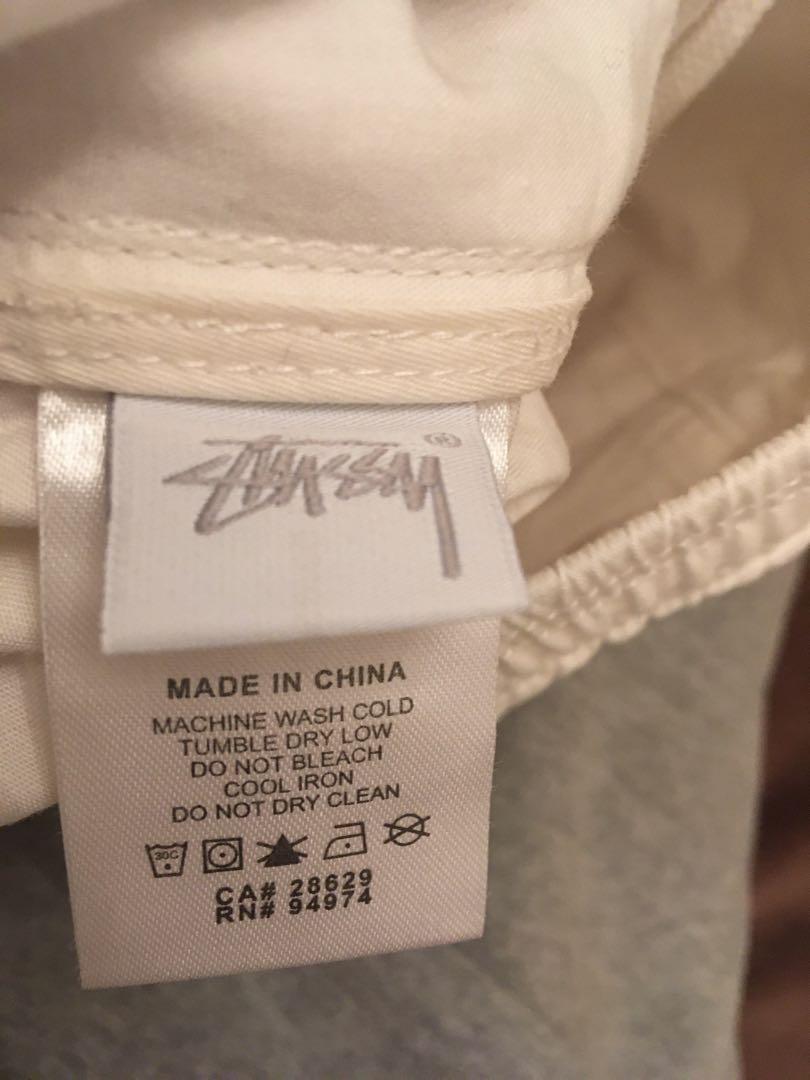 STÜSSY ®
MADE IN CHINA
MACHINE WASH COLD
TUMBLE DRY LOW
DO NOT BLEACH
COOL IRON
DO NOT DRY CLEAN
30C
CA# 28629
RN# 94974